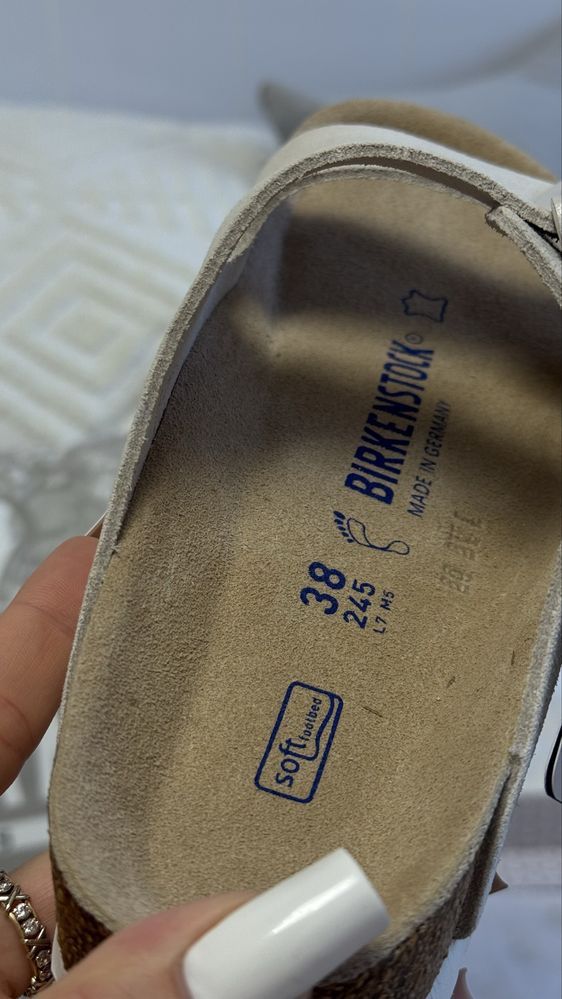 BIRKENSTOCK®
MADE IN GERMANY
38
245
L7 M5
soft footbed